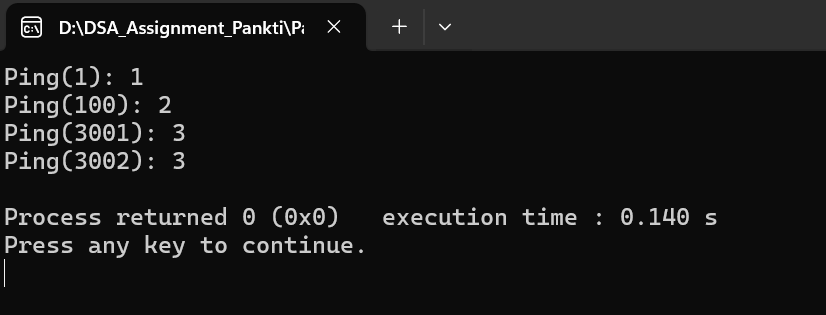 D:\DSA_Assignment_Pankti\Pa
Ping(1): 1
Ping(100): 2
Ping(3001): 3
Ping(3002): 3
Process returned 0 (0x0)   execution time : 0.140 s
Press any key to continue.